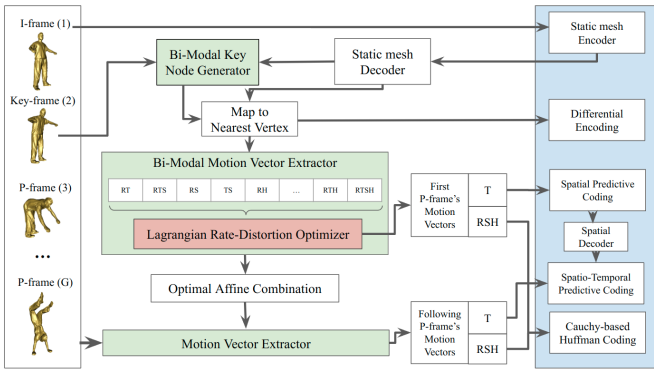 I-frame (1)
Key-frame (2)
P-frame (3)
...
P-frame (G)
Bi-Modal Key
Node Generator
Static mesh
Decoder
Static mesh
Encoder
Map to
Nearest Vertex
Differential
Encoding
Bi-Modal Motion Vector Extractor
RT RTS RS TS RH ... RTH RTSH
Lagrangian Rate-Distortion Optimizer
First
P-frame's
Motion
Vectors
T
RSH
Spatial Predictive
Coding
Spatial
Decoder
Optimal Affine Combination
Spatio-Temporal
Predictive Coding
Motion Vector Extractor
Following
P-frame's
Motion
Vectors
T
RSH
Cauchy-based
Huffman Coding